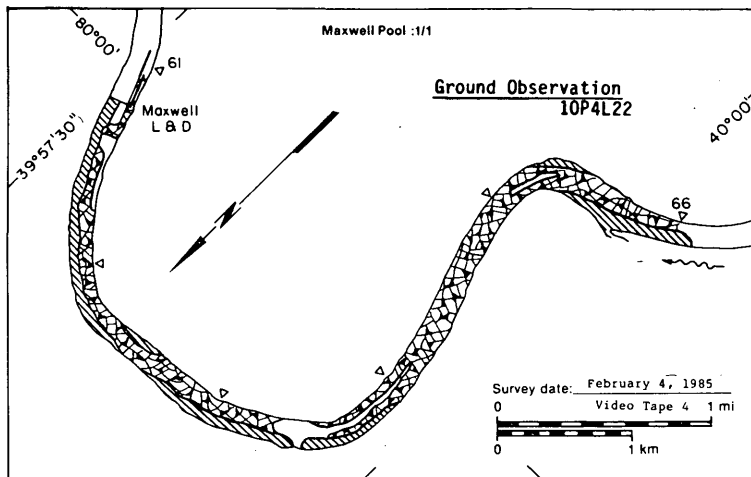 Maxwell Pool :1/1
80°00'
61
Ground Observation
10P4L22
Maxwell
L & D
40°00'
39°57'30"
N
66
Survey date: February 4, 1985
0 Video Tape 4 1 mi
0 1 km